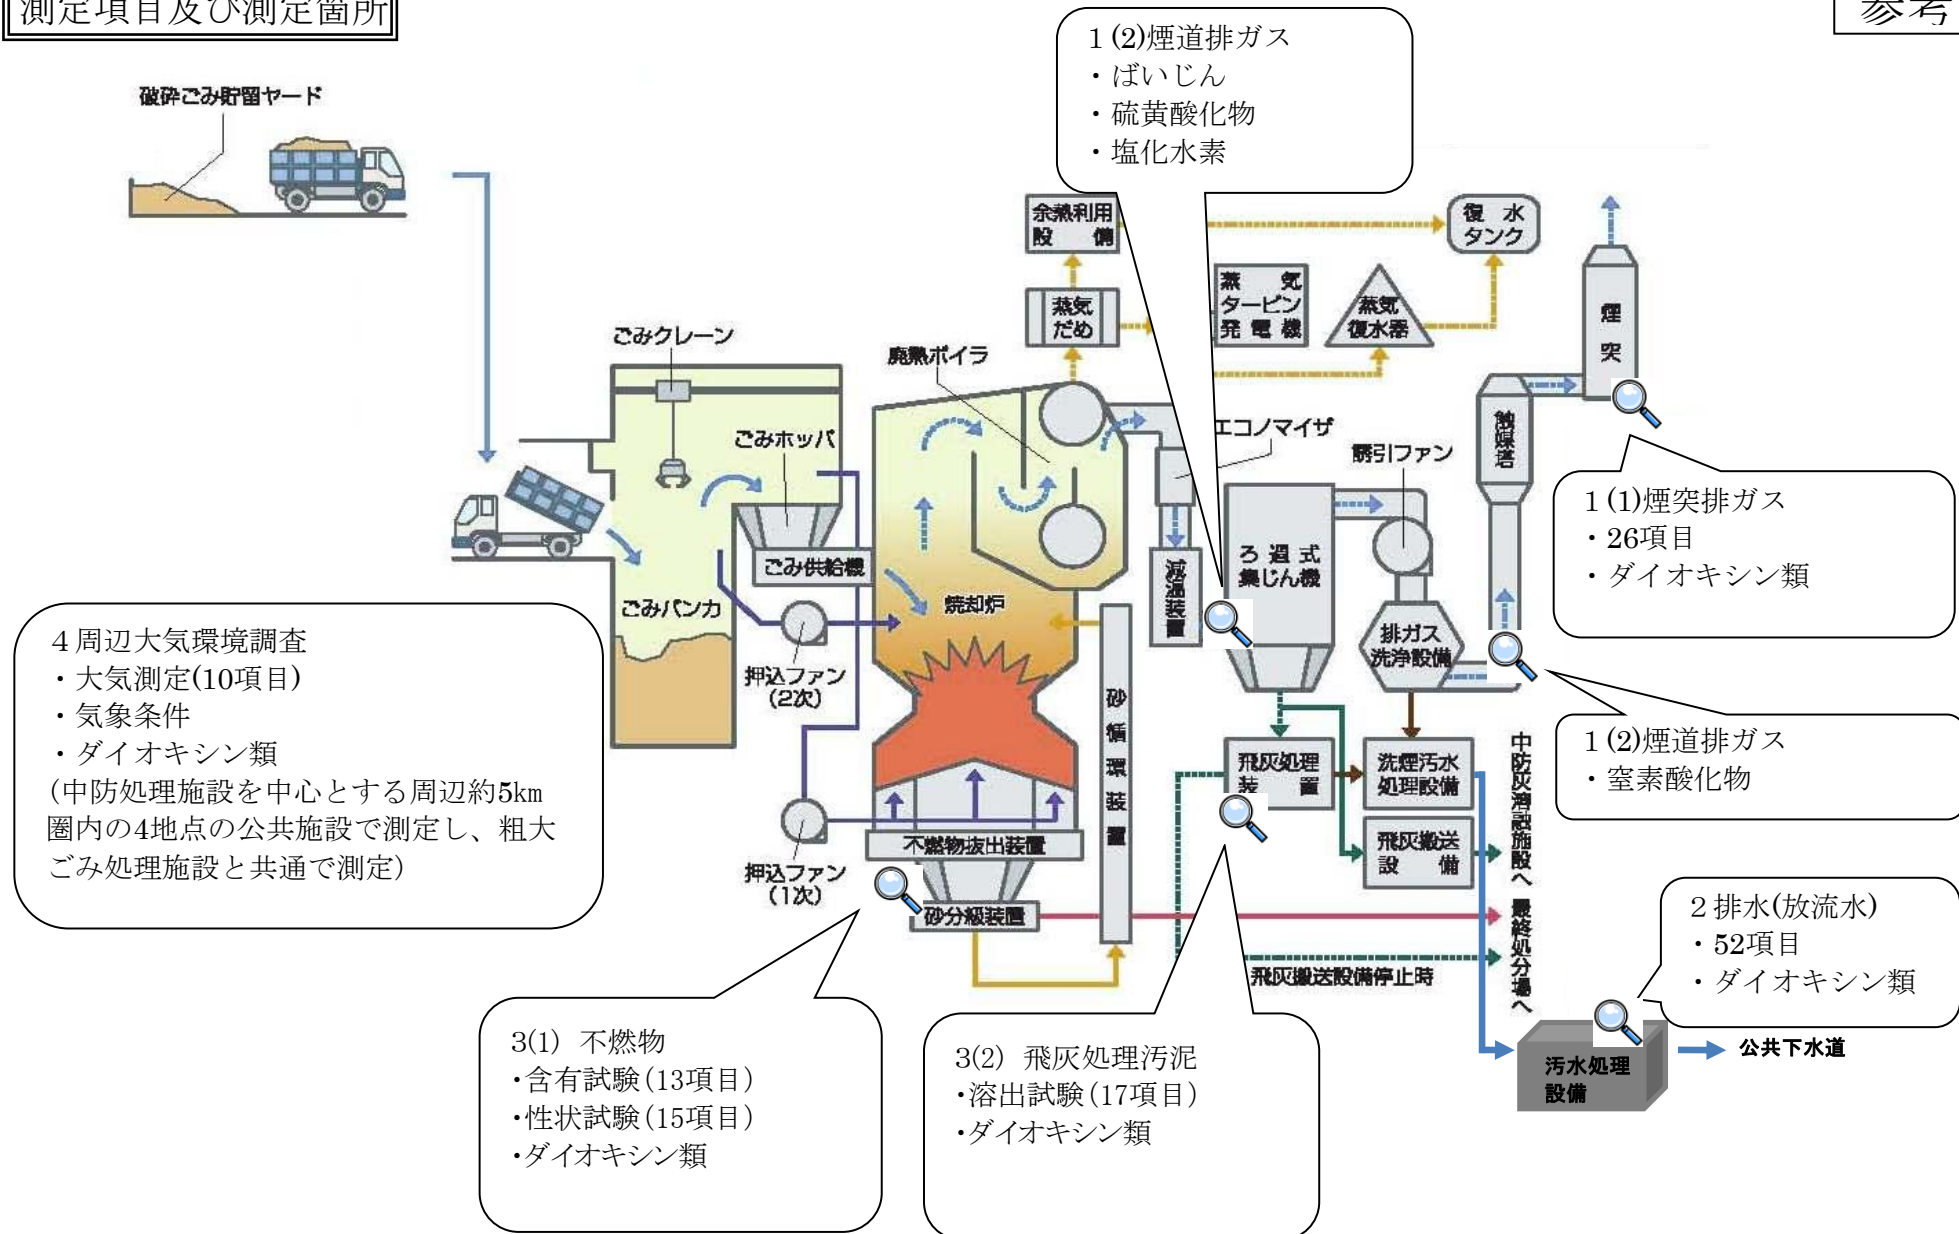 測定項目及び測定箇所
参考
1(2)煙道排ガス
・ばいじん
・硫黄酸化物
・塩化水素
破砕ごみ貯留ヤード
余熱利用
設 備
復 水
タンク
蒸気
だめ
蒸 気
タービン
発 電 機
蒸気
復水器
煙突
ごみクレーン
廃熱ボイラ
ごみホッパ
エコノマイザ
誘引ファン
触媒塔
1(1)煙突排ガス
・26項目
・ダイオキシン類
ごみ供給機
ろ 過 式
集じん機
減温装置
ごみバンカ
焼却炉
排ガス
洗浄設備
4周辺大気環境調査
・大気測定(10項目)
・気象条件
・ダイオキシン類
(中防処理施設を中心とする周辺約5km
圏内の4地点の公共施設で測定し、粗大
ごみ処理施設と共通で測定)
押込ファン
(2次)
砂循環装置
1(2)煙道排ガス
・窒素酸化物
飛灰処理
装 置
洗煙汚水
処理設備
中防灰溶融施設へ
不燃物抜出装置
飛灰搬送
設 備
押込ファン
(1次)
砂分級装置
最終処分場へ
2排水(放流水)
・52項目
・ダイオキシン類
飛灰搬送設備停止時
3(1) 不燃物
・含有試験(13項目)
・性状試験(15項目)
・ダイオキシン類
3(2) 飛灰処理汚泥
・溶出試験(17項目)
・ダイオキシン類
汚水処理
設備
公共下水道